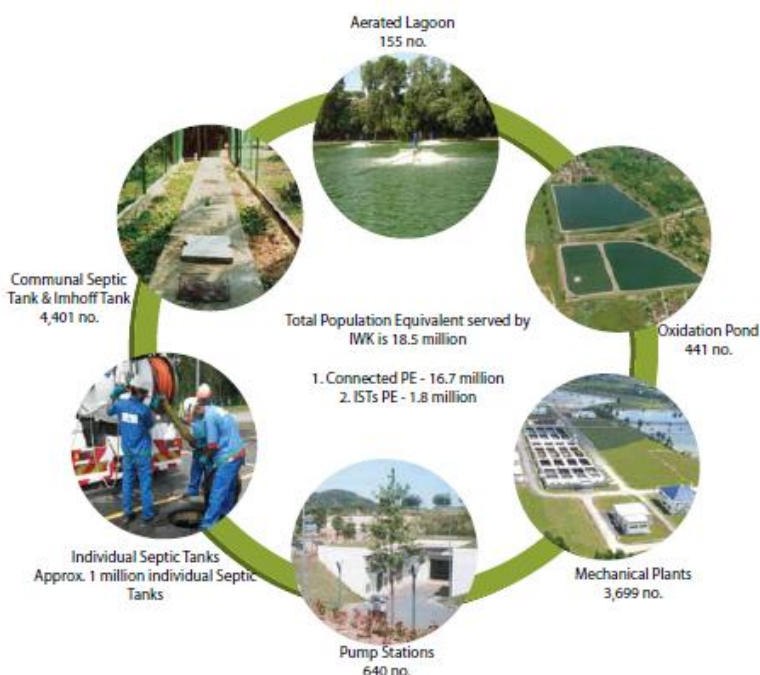 Aerated Lagoon
155 no.
Communal Septic
Tank & Imhoff Tank
4,401 no.
Total Population Equivalent served by
IWK is 18.5 million
1. Connected PE - 16.7 million
2. ISTs PE - 1.8 million
Oxidation Pond
441 no.
Individual Septic Tanks
Approx. 1 million individual Septic
Tanks
Mechanical Plants
3,699 no.
Pump Stations
640 no.